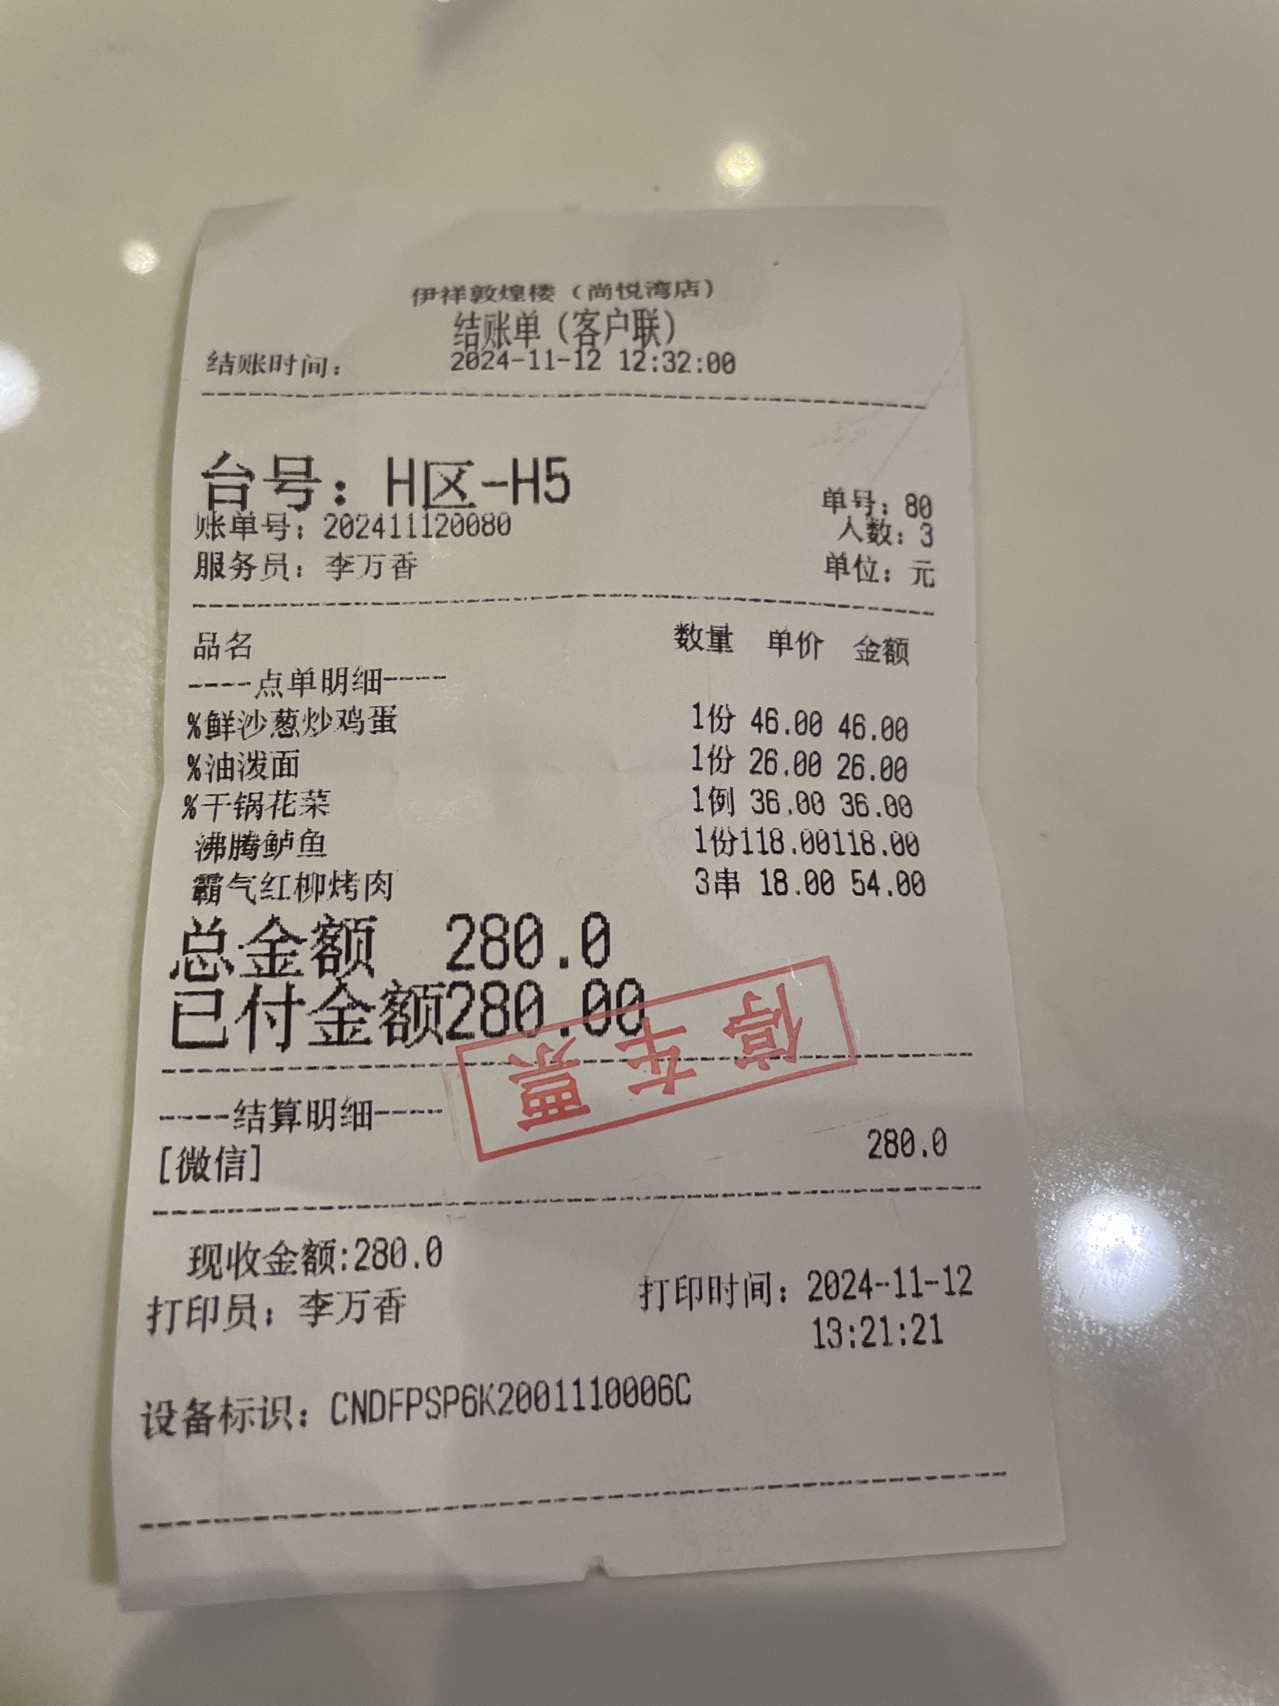 伊祥敦煌楼（尚悦湾店）
结账单（客户联）
结账时间： 2024-11-12 12:32:00
台号：H区-H5
单号：80
账单号：202411120080
人数：3
服务员：李万香
单位：元
品名 数量 单价 金额
----点单明细----
%鲜沙葱炒鸡蛋 1份 46.00 46.00
%油泼面 1份 26.00 26.00
%干锅花菜 1例 36.00 36.00
沸腾鲈鱼 1份118.00118.00
霸气红柳烤肉 3串 18.00 54.00
总金额 280.0
已付金额280.00
停车票
----结算明细----
[微信] 280.0
现收金额:280.0
打印员：李万香
打印时间：2024-11-12
13:21:21
设备标识：CNDFPSP6K2001110006C